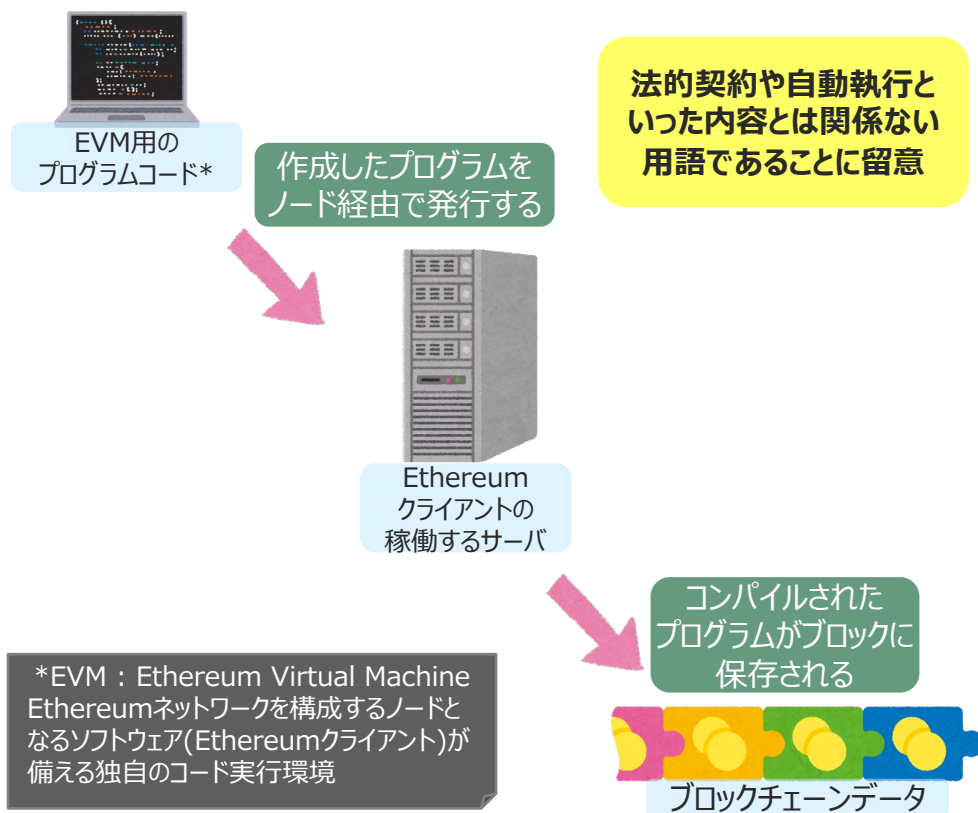 EVM用の
プログラムコード*
法的契約や自動執行と
いった内容とは関係ない
用語であることに留意
作成したプログラムを
ノード経由で発行する
Ethereum
クライアントの
稼働するサーバ
コンパイルされた
プログラムがブロックに
保存される
*EVM : Ethereum Virtual Machine
Ethereumネットワークを構成するノードと
なるソフトウェア(Ethereumクライアント)が
備える独自のコード実行環境
ブロックチェーンデータ